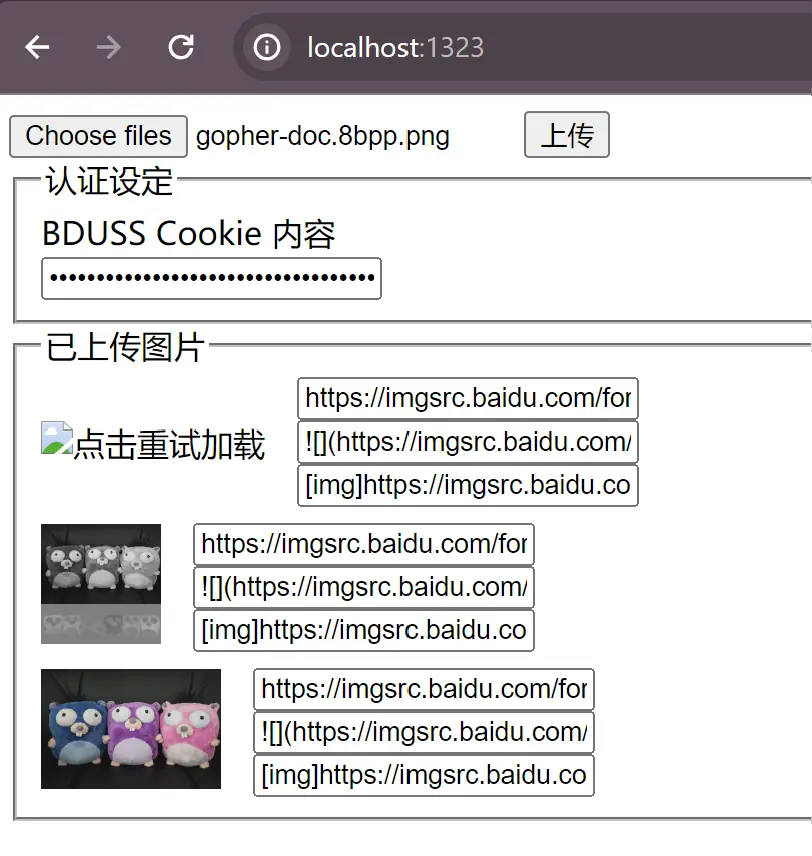 localhost:1323
Choose files gopher-doc.8bpp.png 上传
认证设定
BDUSS Cookie 内容
••••••••••••••••••••••••••••••••••
已上传图片
点击重试加载
https://imgsrc.baidu.com/for
![](https://imgsrc.baidu.com/
[img]https://imgsrc.baidu.co
https://imgsrc.baidu.com/for
![](https://imgsrc.baidu.com/
[img]https://imgsrc.baidu.co
https://imgsrc.baidu.com/for
![](https://imgsrc.baidu.com/
[img]https://imgsrc.baidu.co